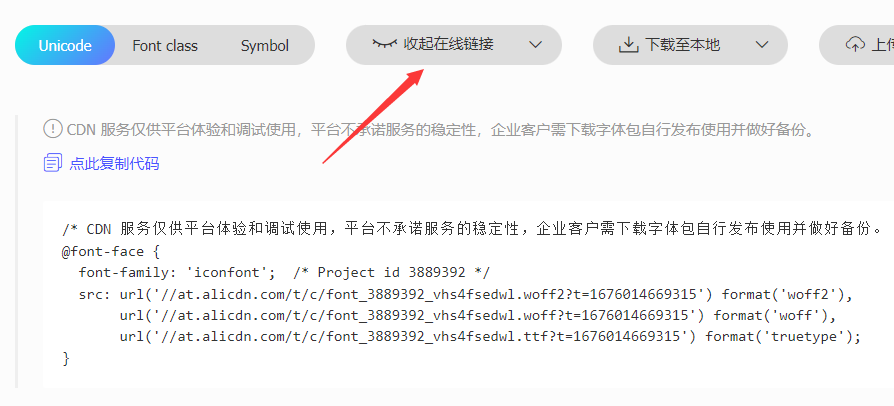 Unicode Font class Symbol 收起在线链接 下载至本地 上传
CDN 服务仅供平台体验和调试使用，平台不承诺服务的稳定性，企业客户需下载字体包自行发布使用并做好备份。
点此复制代码
/* CDN 服务仅供平台体验和调试使用，平台不承诺服务的稳定性，企业客户需下载字体包自行发布使用并做好备份。
@font-face {
  font-family: 'iconfont';  /* Project id 3889392 */
  src: url('//at.alicdn.com/t/c/font_3889392_vhs4fsedwl.woff2?t=1676014669315') format('woff2'),
       url('//at.alicdn.com/t/c/font_3889392_vhs4fsedwl.woff?t=1676014669315') format('woff'),
       url('//at.alicdn.com/t/c/font_3889392_vhs4fsedwl.ttf?t=1676014669315') format('truetype');
}